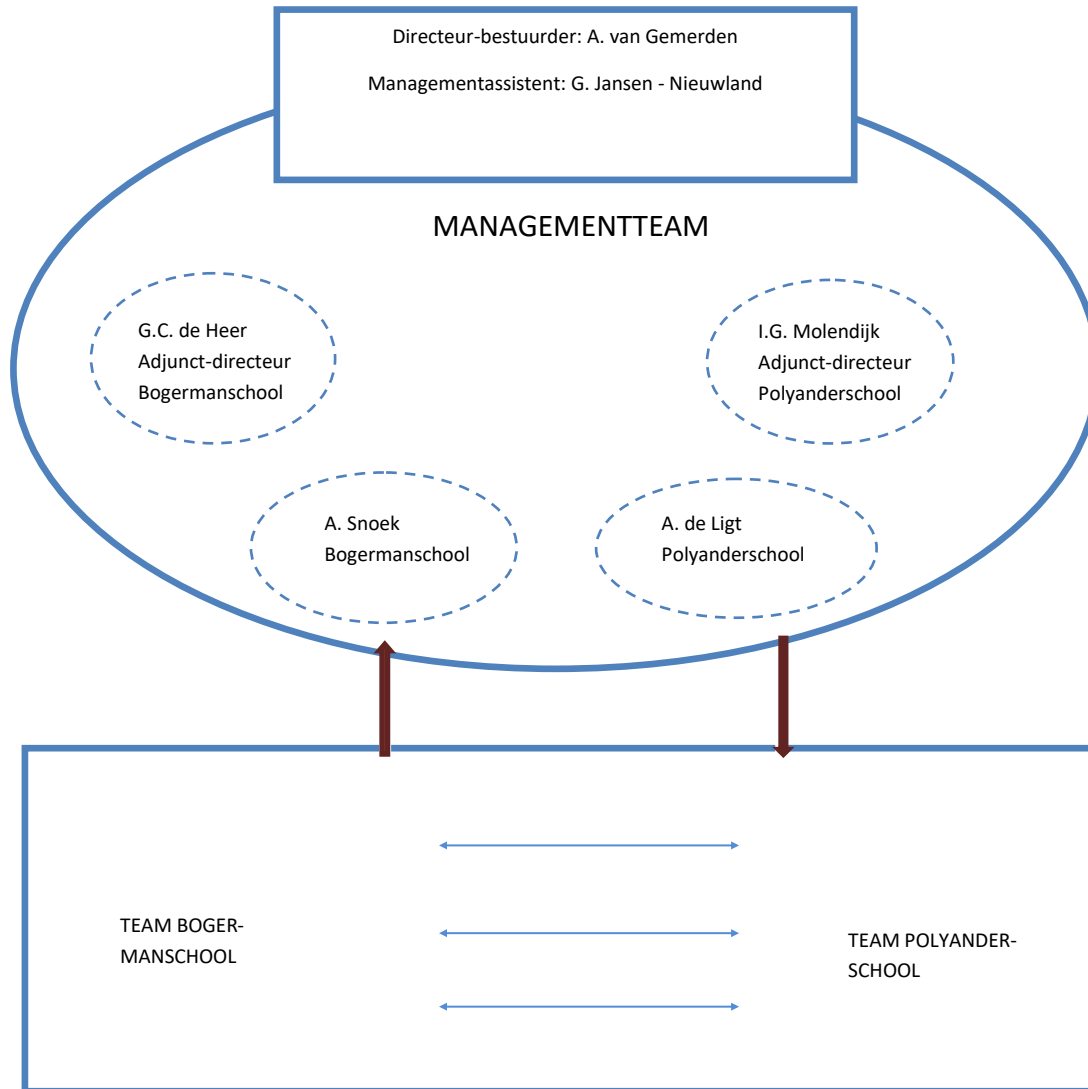 Directeur-bestuurder: A. van Gemerden
Managementassistent: G. Jansen - Nieuwland
MANAGEMENTTEAM
G.C. de Heer
Adjunct-directeur
Bogermanschool
I.G. Molendijk
Adjunct-directeur
Polyanderschool
A. Snoek
Bogermanschool
A. de Ligt
Polyanderschool
TEAM BOGER-
MANSCHOOL
TEAM POLYANDER-
SCHOOL